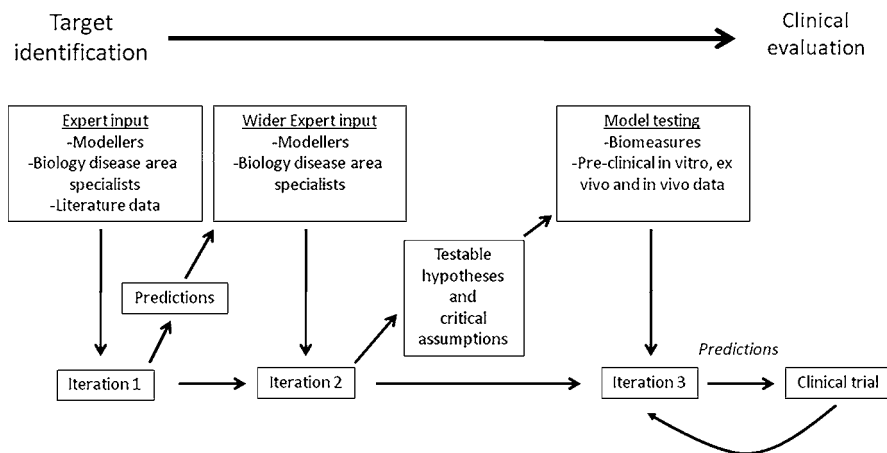 Target
identification
Clinical
evaluation
Expert input
-Modellers
-Biology disease area
specialists
-Literature data
Wider Expert input
-Modellers
-Biology disease area
specialists
Model testing
-Biomeasures
-Pre-clinical in vitro, ex
vivo and in vivo data
Predictions
Testable
hypotheses
and
critical
assumptions
Iteration 1
Iteration 2
Iteration 3
Predictions
Clinical trial